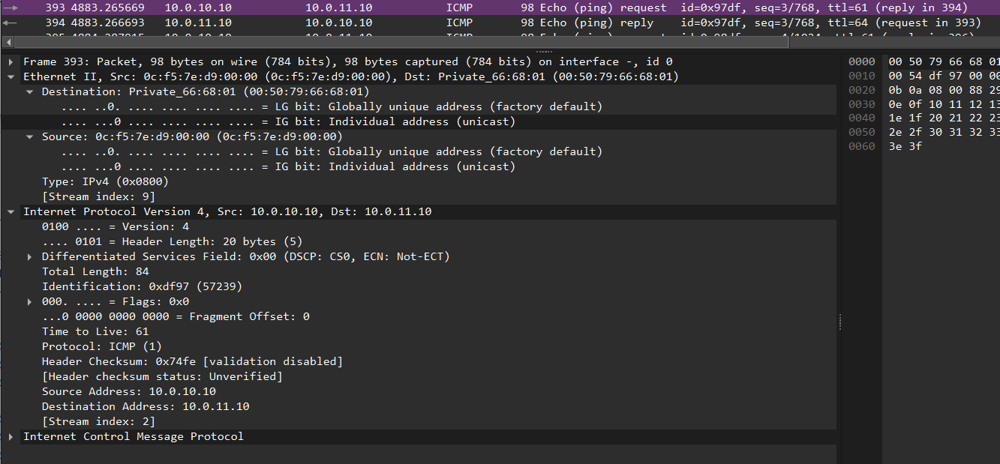 393 4883.265669 10.0.10.10 10.0.11.10 ICMP 98 Echo (ping) request id=0x97df, seq=3/768, ttl=61 (reply in 394)
394 4883.266693 10.0.11.10 10.0.10.10 ICMP 98 Echo (ping) reply id=0x97df, seq=3/768, ttl=64 (request in 393)
Frame 393: Packet, 98 bytes on wire (784 bits), 98 bytes captured (784 bits) on interface -, id 0
Ethernet II, Src: 0c:f5:7e:d9:00:00 (0c:f5:7e:d9:00:00), Dst: Private_66:68:01 (00:50:79:66:68:01)
Destination: Private_66:68:01 (00:50:79:66:68:01)
.... ..0. .... .... .... .... = LG bit: Globally unique address (factory default)
.... ...0 .... .... .... .... = IG bit: Individual address (unicast)
Source: 0c:f5:7e:d9:00:00 (0c:f5:7e:d9:00:00)
.... ..0. .... .... .... .... = LG bit: Globally unique address (factory default)
.... ...0 .... .... .... .... = IG bit: Individual address (unicast)
Type: IPv4 (0x0800)
[Stream index: 9]
Internet Protocol Version 4, Src: 10.0.10.10, Dst: 10.0.11.10
0100 .... = Version: 4
.... 0101 = Header Length: 20 bytes (5)
Differentiated Services Field: 0x00 (DSCP: CS0, ECN: Not-ECT)
Total Length: 84
Identification: 0xdf97 (57239)
000. .... = Flags: 0x0
...0 0000 0000 0000 = Fragment Offset: 0
Time to Live: 61
Protocol: ICMP (1)
Header Checksum: 0x74fe [validation disabled]
[Header checksum status: Unverified]
Source Address: 10.0.10.10
Destination Address: 10.0.11.10
[Stream index: 2]
Internet Control Message Protocol
0000 00 50 79 66 68 01
0010 00 54 df 97 00 00
0020 0b 0a 08 00 88 29
0030 0e 0f 10 11 12 13
0040 1e 1f 20 21 22 23
0050 2e 2f 30 31 32 33
0060 3e 3f